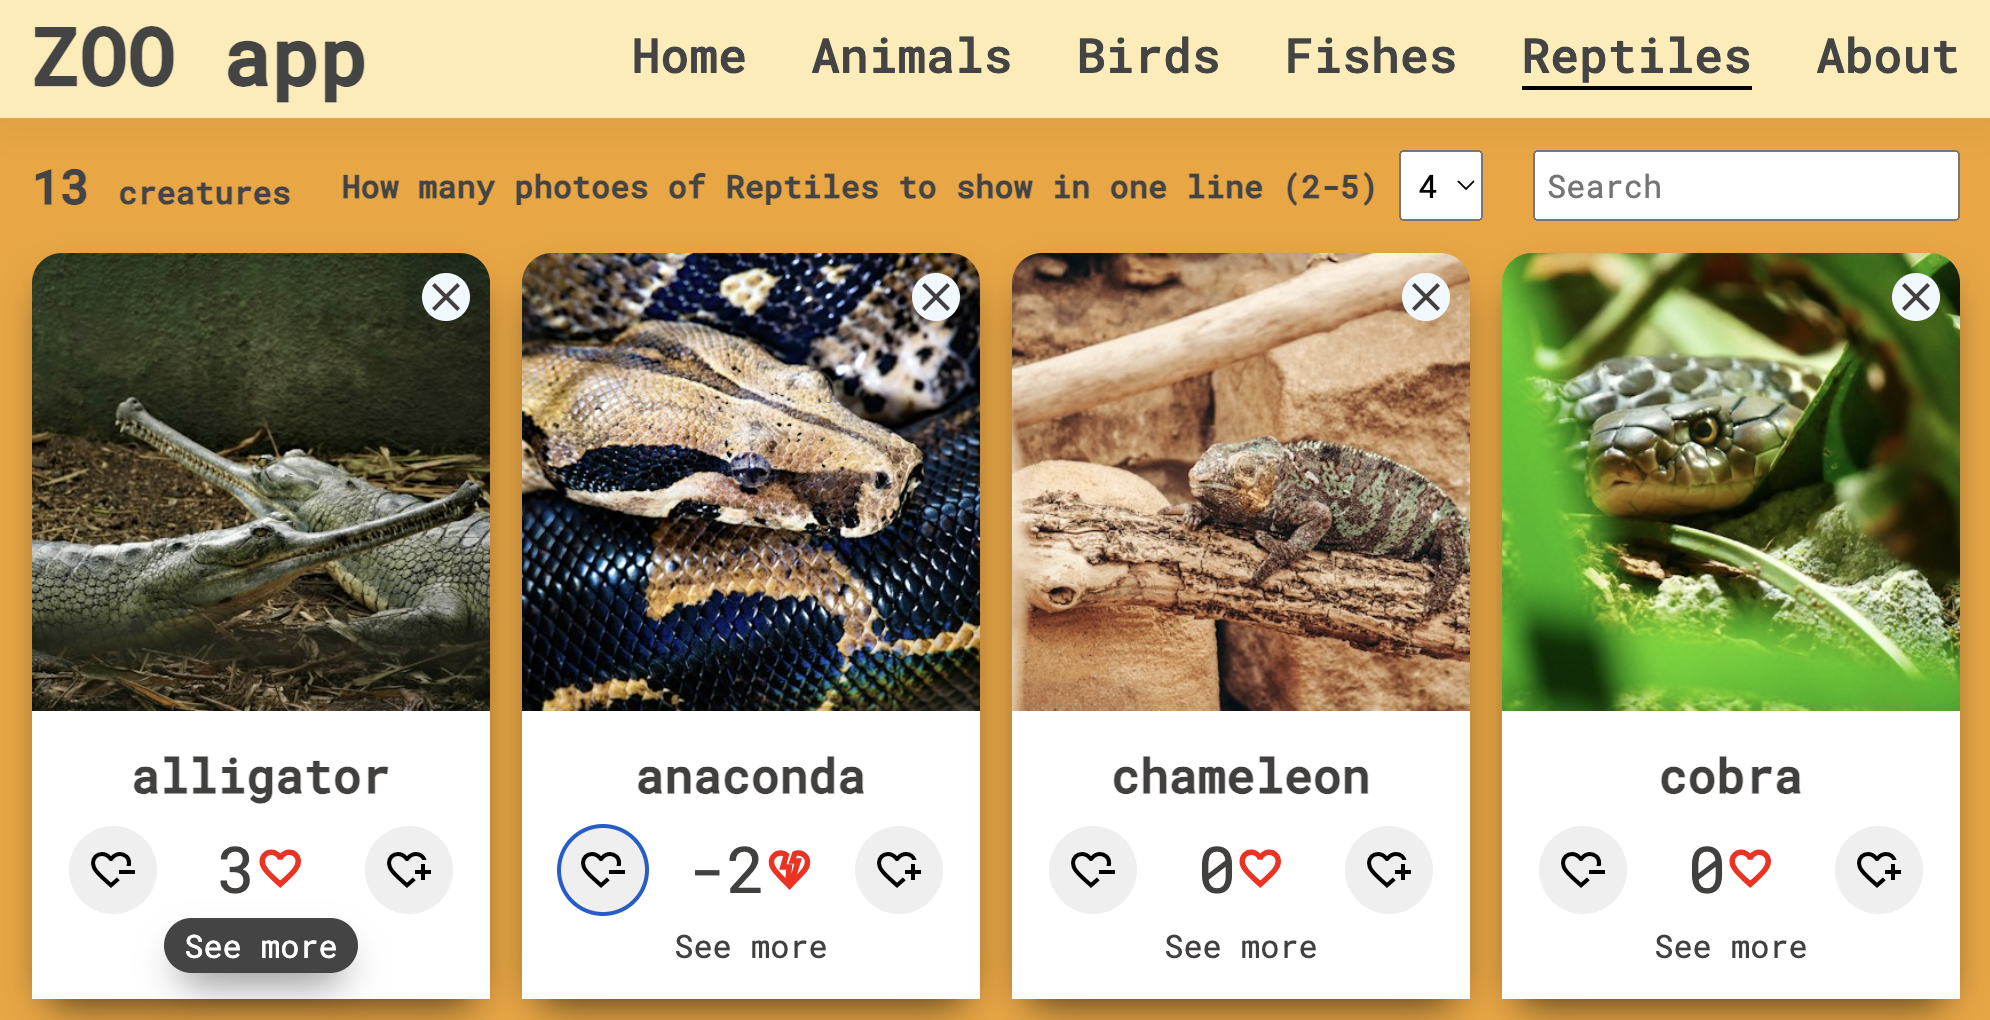 ZOO app Home Animals Birds Fishes Reptiles About
13 creatures How many photoes of Reptiles to show in one line (2-5) 4 Search
alligator anaconda chameleon cobra
3 -2 0 0
See more See more See more See more